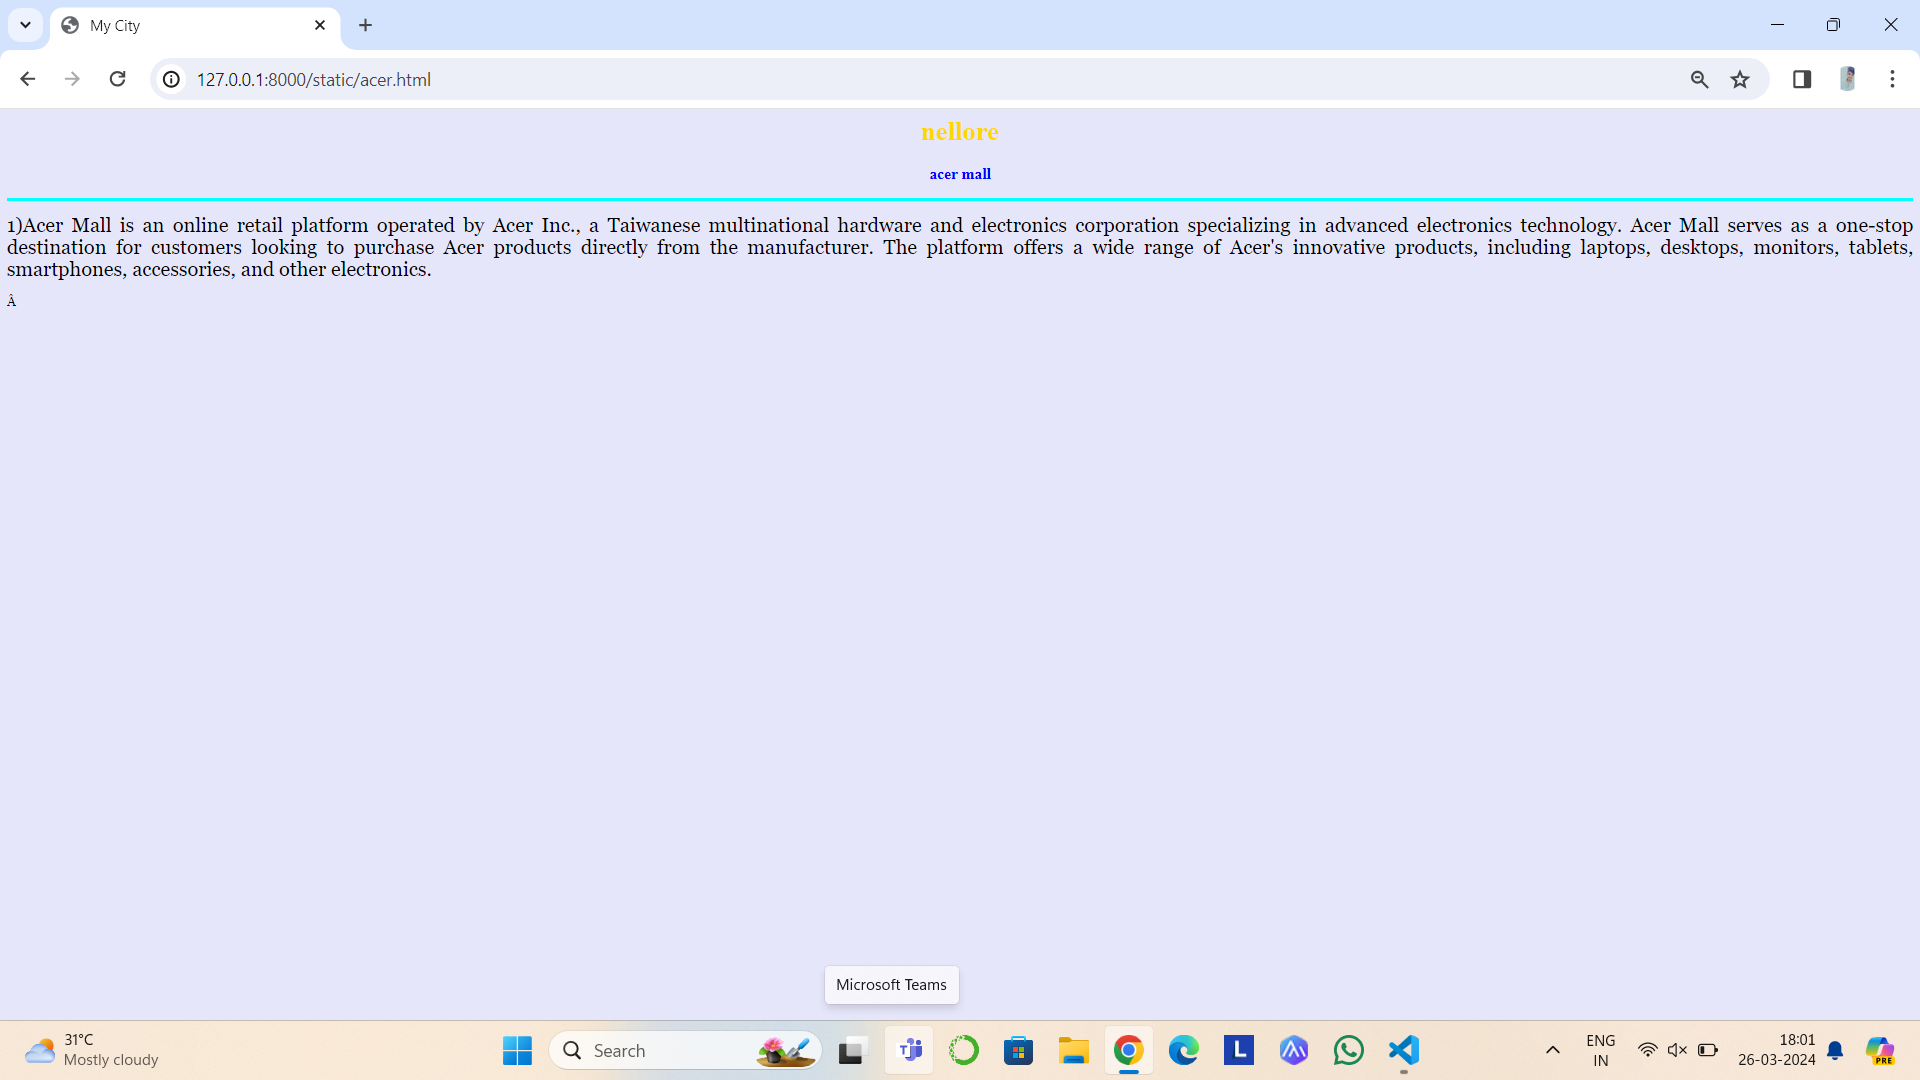 My City
127.0.0.1:8000/static/acer.html
nellore
acer mall
1)Acer Mall is an online retail platform operated by Acer Inc., a Taiwanese multinational hardware and electronics corporation specializing in advanced electronics technology. Acer Mall serves as a one-stop
destination for customers looking to purchase Acer products directly from the manufacturer. The platform offers a wide range of Acer's innovative products, including laptops, desktops, monitors, tablets,
smartphones, accessories, and other electronics.
Â
Microsoft Teams
31°C
Mostly cloudy
Search
L
ENG
IN
18:01
26-03-2024
PRE